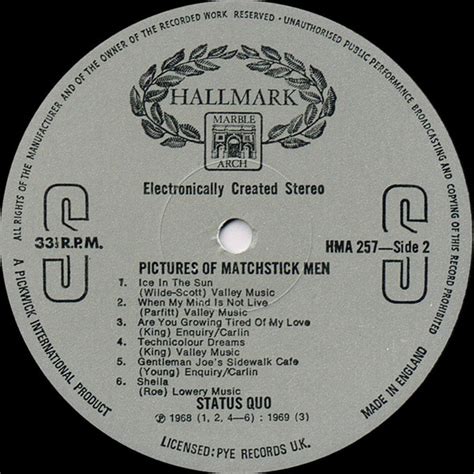 ALL RIGHTS OF THE MANUFACTURER AND OF THE OWNER OF THE RECORDED WORK RESERVED · UNAUTHORISED PUBLIC PERFORMANCE BROADCASTING AND COPYING OF THIS RECORD PROHIBITED
HALLMARK
MARBLE
ARCH
Electronically Created Stereo
S
S
33⅓ R.P.M.
HMA 257—Side 2
PICTURES OF MATCHSTICK MEN
1. Ice In The Sun
(Wilde-Scott) Valley Music
2. When My Mind Is Not Live
(Parfitt) Valley Music
3. Are You Growing Tired Of My Love
(King) Enquiry/Carlin
4. Technicolour Dreams
(King) Valley Music
5. Gentleman Joe's Sidewalk Cafe
(Young) Enquiry/Carlin
6. Sheila
(Roe) Lowery Music
STATUS QUO
℗ 1968 (1, 2, 4—6) : 1969 (3)
A PICKWICK INTERNATIONAL PRODUCT
LICENSED: PYE RECORDS U.K.
MADE IN ENGLAND